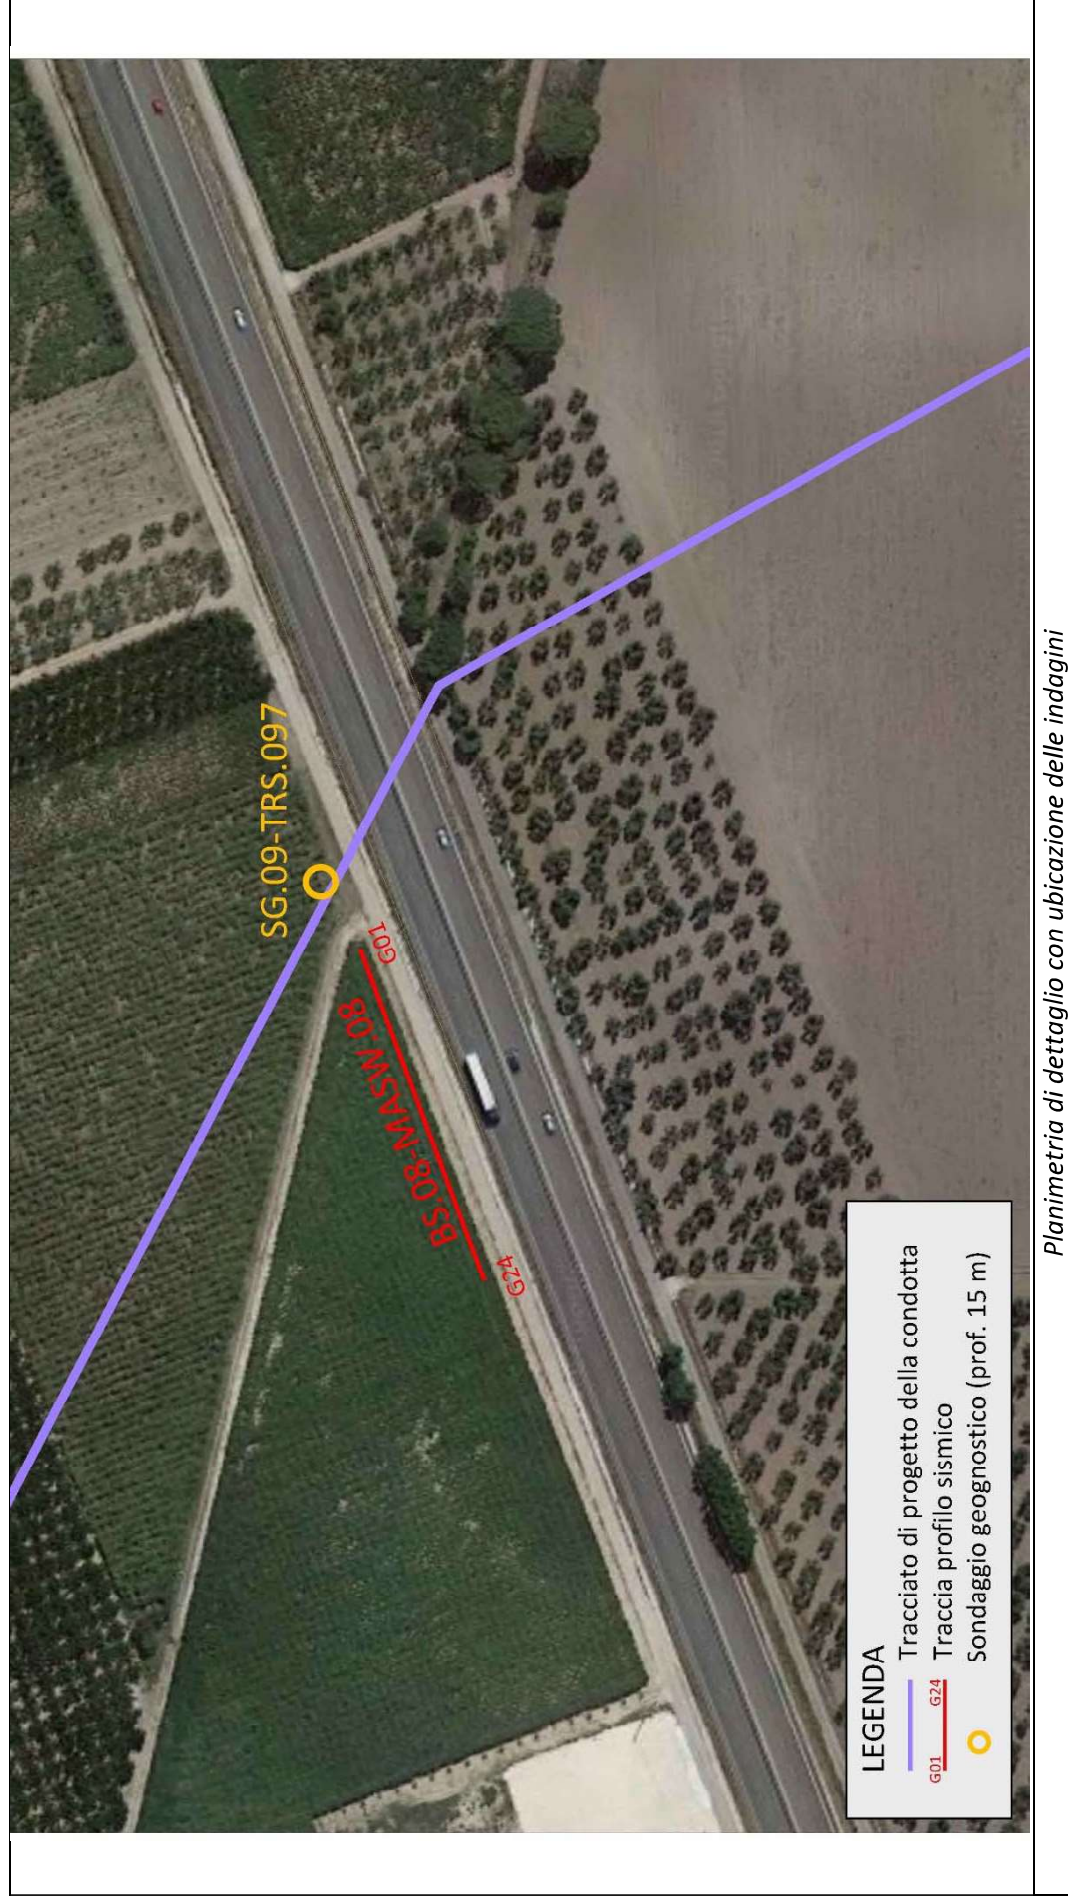 SG.09-TRS.097
G01
BS.08-MASW.08
G24
LEGENDA
Tracciato di progetto della condotta
G01 G24 Traccia profilo sismico
Sondaggio geognostico (prof. 15 m)
Planimetria di dettaglio con ubicazione delle indagini